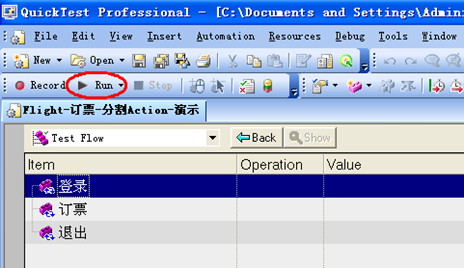 QuickTest Professional - [C:\Documents and Settings\Admini
File Edit View Insert Automation Resources Debug Tools Window
New Open
Record Run Stop
Flight-订票-分割Action-演示
Test Flow Back Show
Item Operation Value
登录
订票
退出